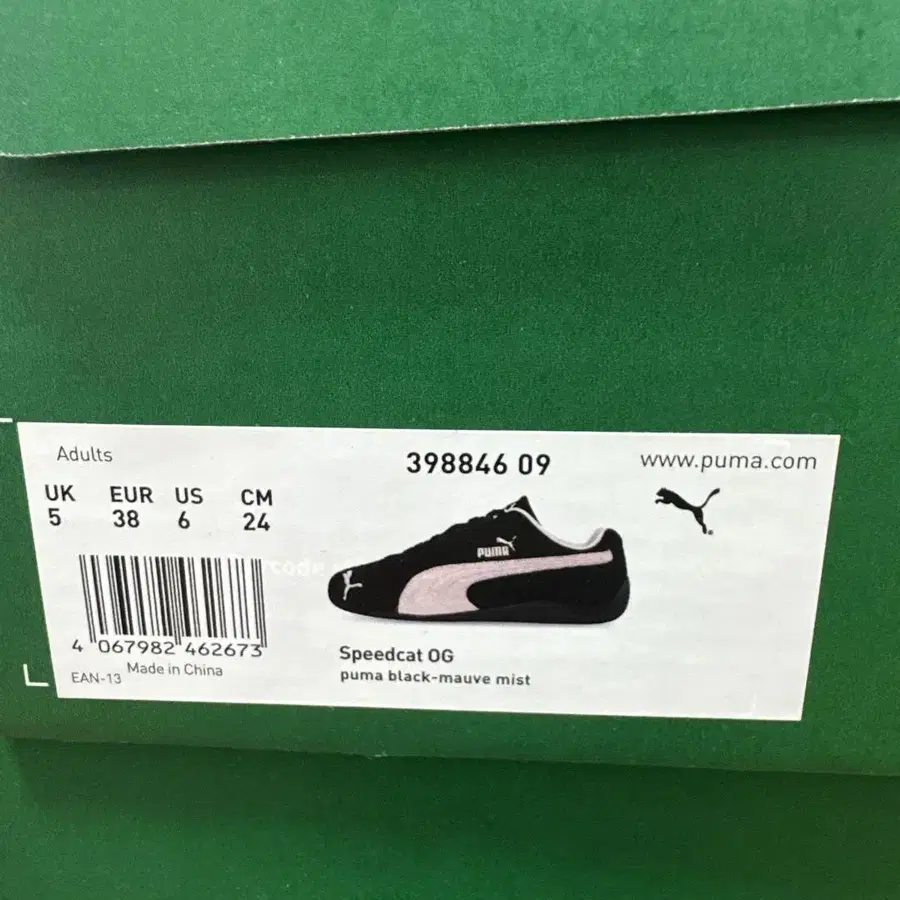 Adults
398846 09
www.puma.com
UK EUR US CM
5 38 6 24
PUMA
4 067982 462673
EAN-13 Made in China
Speedcat OG
puma black-mauve mist